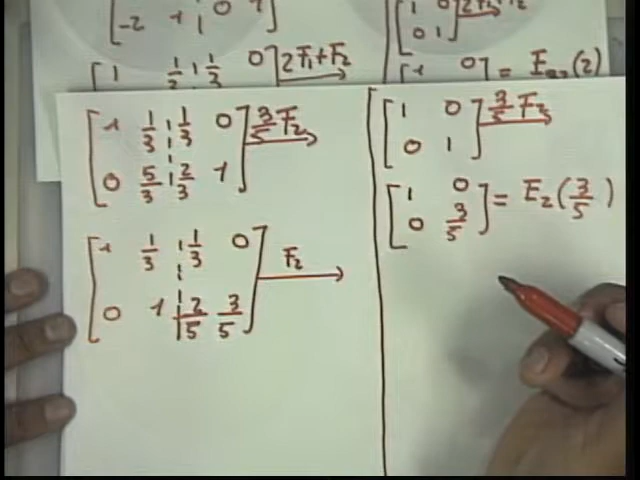 -2 1 0 1
1 0
0 1
1 1/3 1/3 0 2F₁+F₂
1 0 = E₂₁(2)
1 1/3 1/3 0 3/5 F₂
0 5/3 2/3 1
1 1/3 1/3 0 F₂
0 1 2/5 3/5
1 0 3/5 F₂
0 1
1 0 = E₂(3/5)
0 3/5